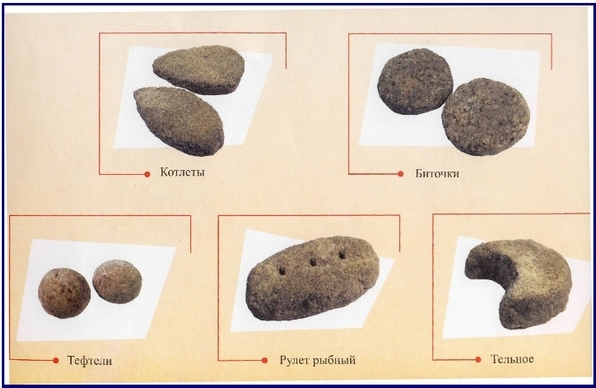 Котлеты
Биточки
Тефтели
Рулет рыбный
Тельное